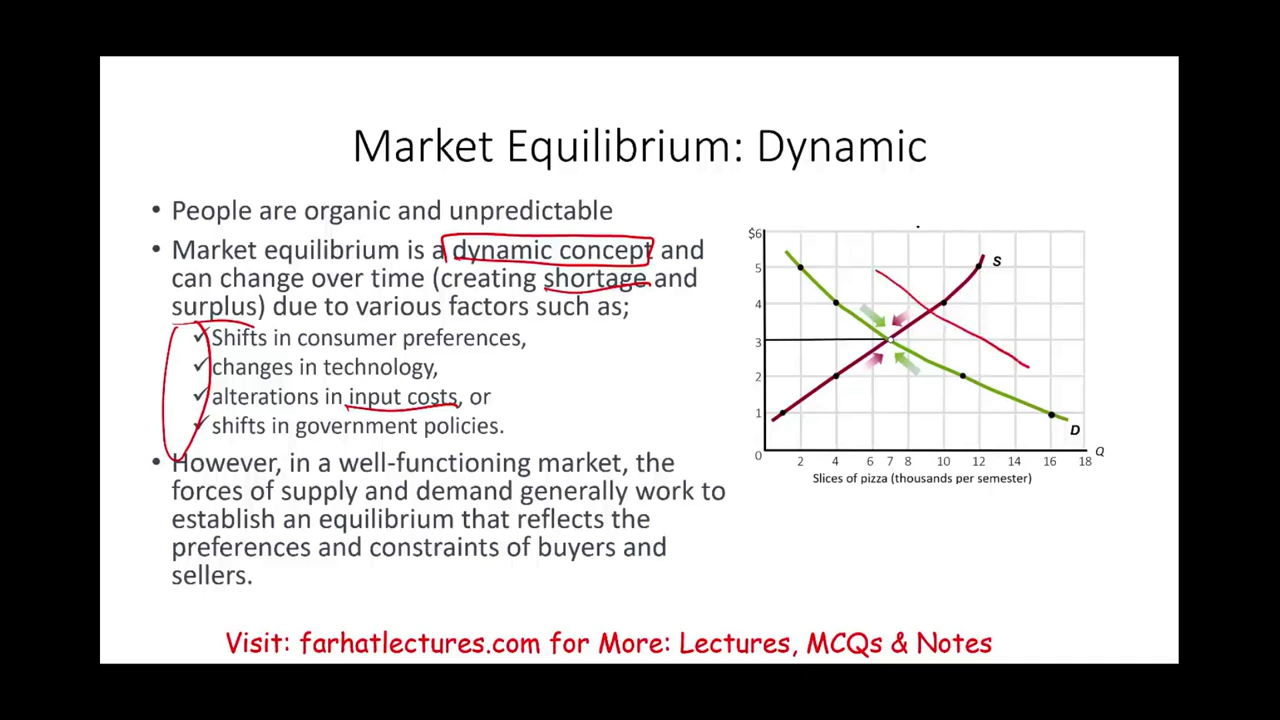 Market Equilibrium: Dynamic
• People are organic and unpredictable
• Market equilibrium is a dynamic concept and
can change over time (creating shortage and
surplus) due to various factors such as;
✓ Shifts in consumer preferences,
✓ changes in technology,
✓ alterations in input costs, or
✓ shifts in government policies.
• However, in a well-functioning market, the
forces of supply and demand generally work to
establish an equilibrium that reflects the
preferences and constraints of buyers and
sellers.
$6
5
4
3
2
1
0
S
D
Q
2 4 6 7 8 10 12 14 16 18
Slices of pizza (thousands per semester)
Visit: farhatlectures.com for More: Lectures, MCQs & Notes